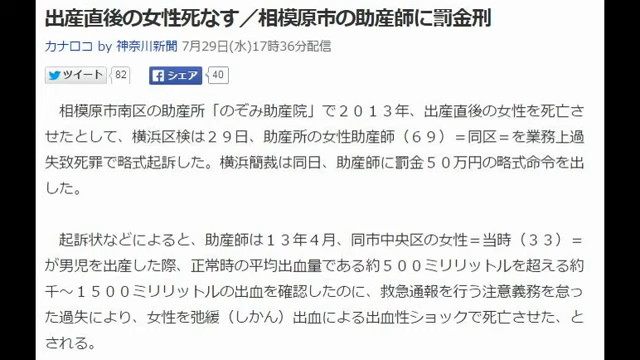 出産直後の女性死なす／相模原市の助産師に罰金刑
カナロコ by 神奈川新聞 7月29日(水)17時36分配信
ツイート 82 シェア 40
相模原市南区の助産所「のぞみ助産院」で２０１３年、出産直後の女性を死亡さ
せたとして、横浜区検は２９日、助産所の女性助産師（６９）＝同区＝を業務上過
失致死罪で略式起訴した。横浜簡裁は同日、助産師に罰金５０万円の略式命令を出
した。
起訴状などによると、助産師は１３年４月、同市中央区の女性＝当時（３３）＝
が男児を出産した際、正常時の平均出血量である約５００ミリリットルを超える約
千～１５００ミリリットルの出血を確認したのに、救急通報を行う注意義務を怠っ
た過失により、女性を弛緩（しかん）出血による出血性ショックで死亡させた、と
される。